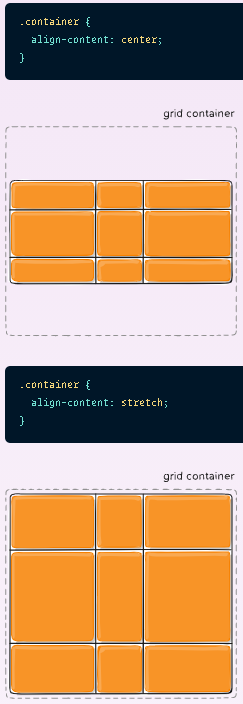 .container {
  align-content: center;
}
grid container
.container {
  align-content: stretch;
}
grid container